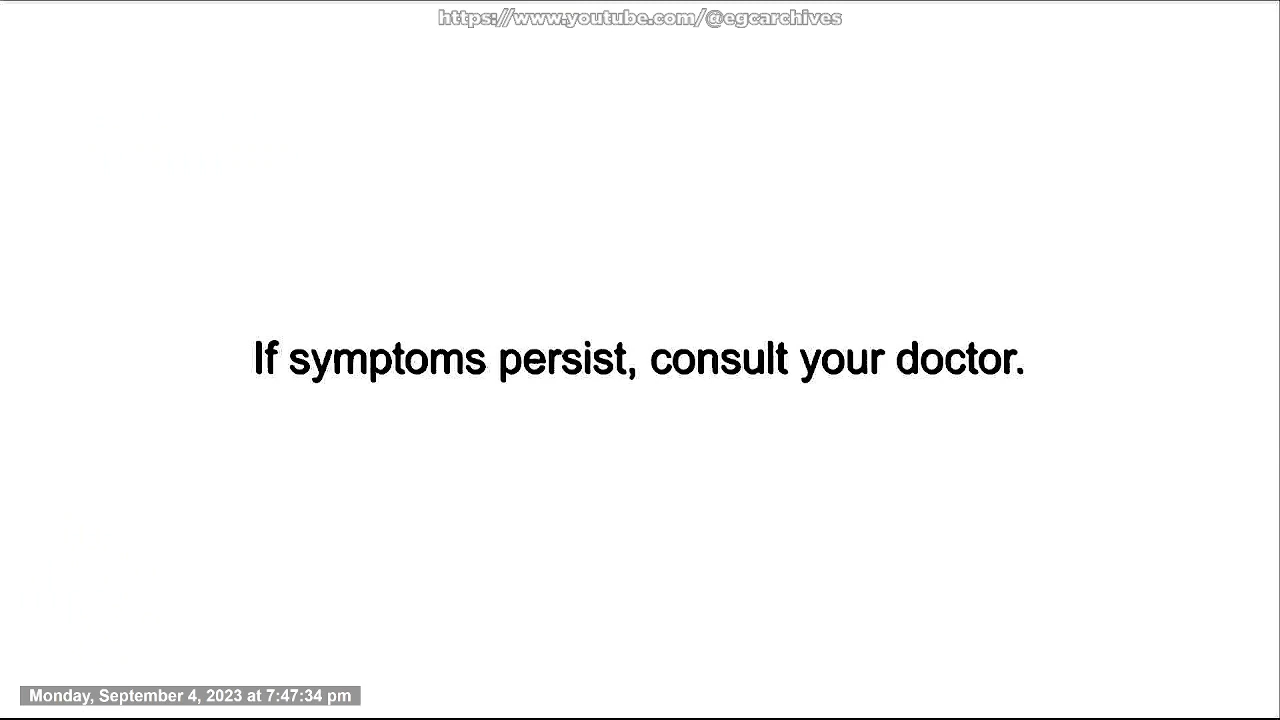 https://www.youtube.com/@egcarchives
If symptoms persist, consult your doctor.
Monday, September 4, 2023 at 7:47:34 pm